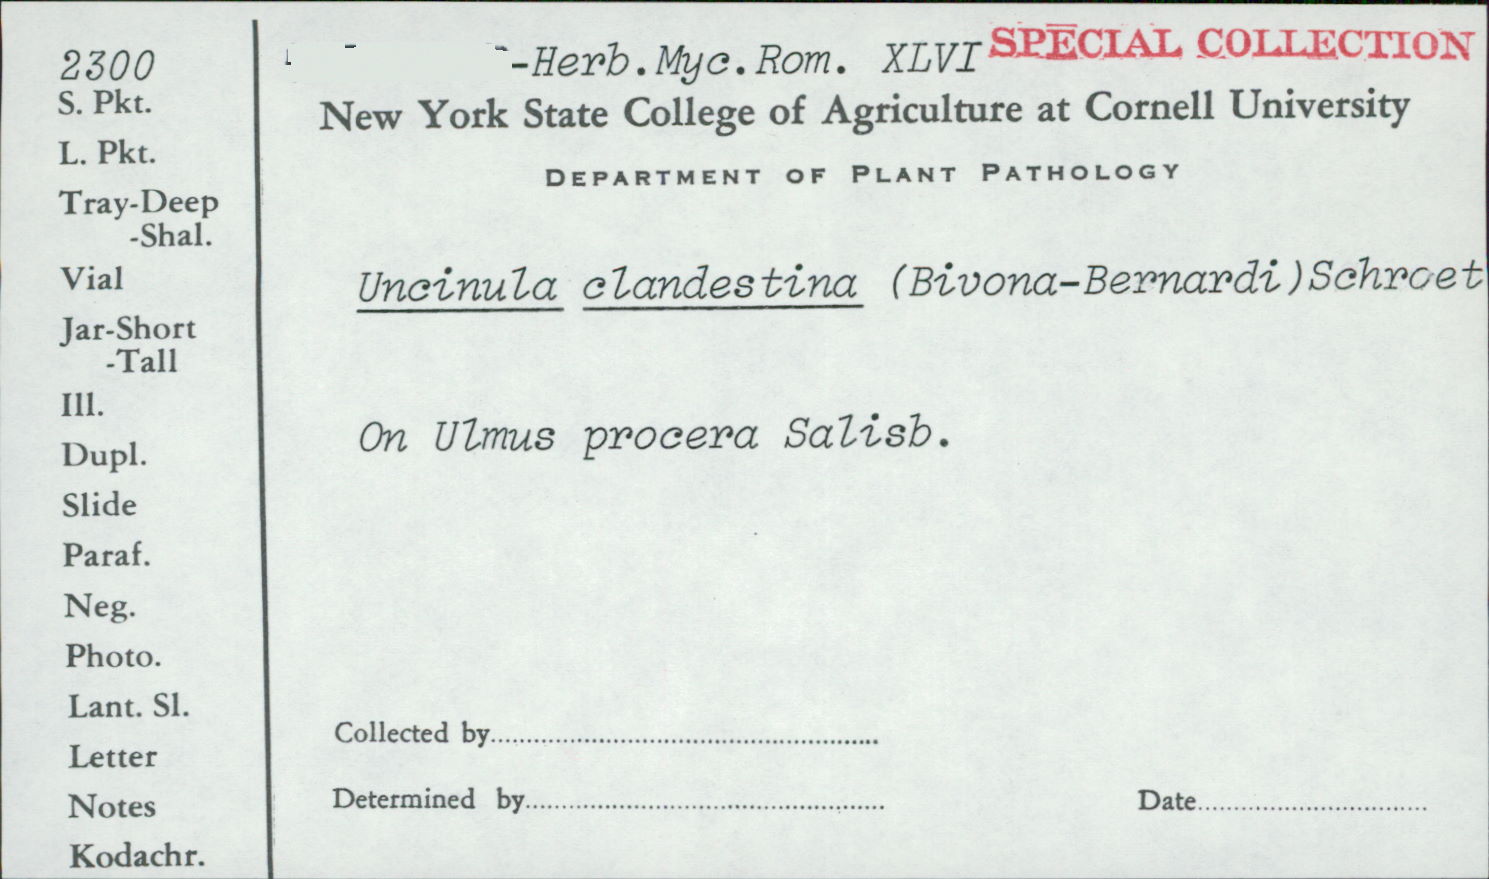 2300
-Herb.Myc.Rom. XLVI
SPECIAL COLLECTION
New York State College of Agriculture at Cornell University
DEPARTMENT OF PLANT PATHOLOGY
Uncinula clandestina (Bivona-Bernardi)Schroet
On Ulmus procera Salisb.
Collected by
Determined by
Date
S. Pkt.
L. Pkt.
Tray-Deep
-Shal.
Vial
Jar-Short
-Tall
Ill.
Dupl.
Slide
Paraf.
Neg.
Photo.
Lant. Sl.
Letter
Notes
Kodachr.